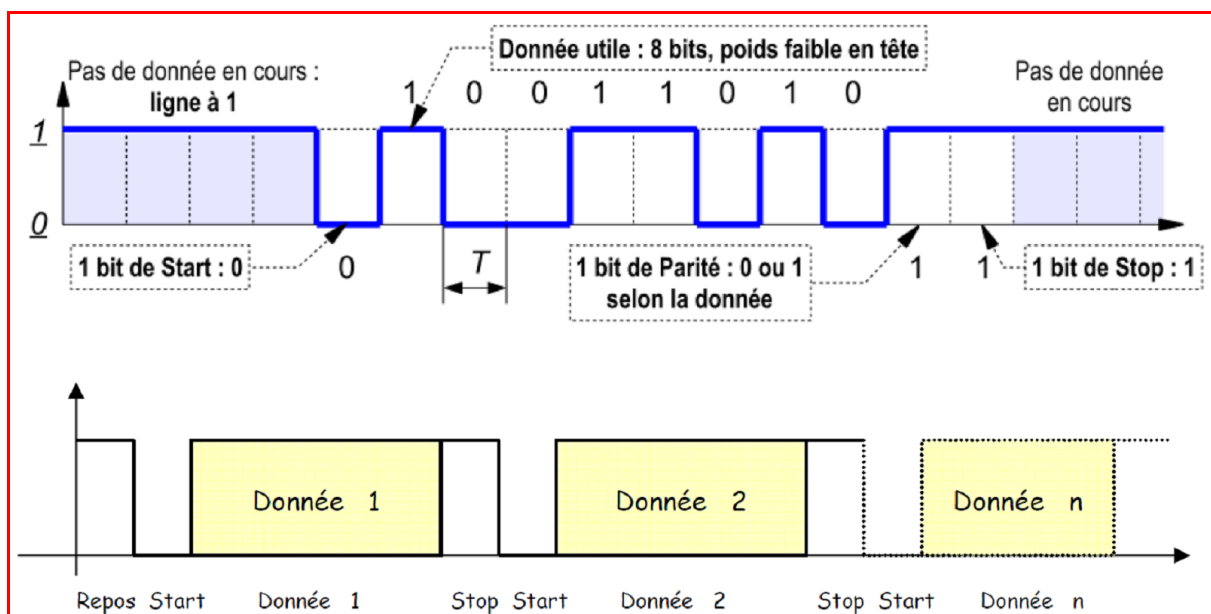 Donnée utile : 8 bits, poids faible en tête
Pas de donnée en cours :
ligne à 1
Pas de donnée
en cours
1 0 0 1 1 0 1 0
1
0
1 bit de Start : 0
0
T
1 bit de Parité : 0 ou 1
selon la donnée
1 1
1 bit de Stop : 1
Donnée 1
Donnée 2
Donnée n
Repos Start Donnée 1 Stop Start Donnée 2 Stop Start Donnée n